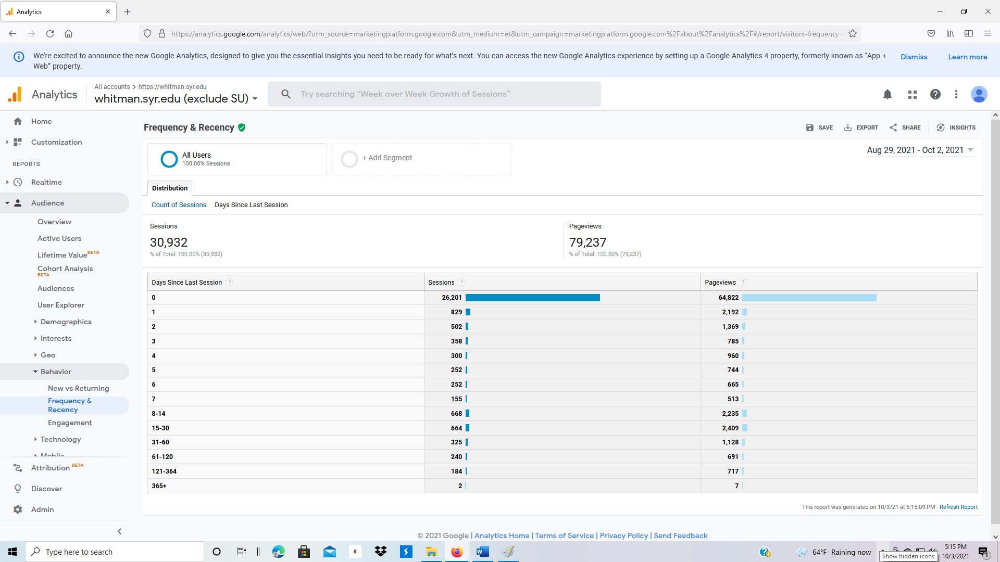 Analytics
https://analytics.google.com/analytics/web/?utm_source=marketingplatform.google.com&utm_medium=et&utm_campaign=marketingplatform.google.com%2Fabout%2Fanalytics%2F#/report/visitors-frequency-
We're excited to announce the new Google Analytics, designed to give you the essential insights you need to be ready for what's next. You can access the new Google Analytics experience by setting up a Google Analytics 4 property, formerly known as “App +
Web” property.
Dismiss
Learn more
Analytics
All accounts > https://whitman.syr.edu
whitman.syr.edu (exclude SU)
Try searching “Week over Week Growth of Sessions”
Home
Customization
REPORTS
Realtime
Audience
Overview
Active Users
Lifetime Value BETA
Cohort Analysis
BETA
Audiences
User Explorer
Demographics
Interests
Geo
Behavior
New vs Returning
Frequency &
Recency
Engagement
Technology
Mobile
Attribution BETA
Discover
Admin
Frequency & Recency
SAVE
EXPORT
SHARE
INSIGHTS
All Users
100.00% Sessions
+ Add Segment
Aug 29, 2021 - Oct 2, 2021
Distribution
Count of Sessions Days Since Last Session
Sessions
30,932
% of Total: 100.00% (30,932)
Pageviews
79,237
% of Total: 100.00% (79,237)
Days Since Last Session ? Sessions ? Pageviews ?
0 26,201 64,822
1 829 2,192
2 502 1,369
3 358 785
4 300 960
5 252 744
6 252 665
7 155 513
8-14 668 2,235
15-30 664 2,409
31-60 325 1,128
61-120 240 691
121-364 184 717
365+ 2 7
This report was generated on 10/3/21 at 5:15:09 PM - Refresh Report
© 2021 Google | Analytics Home | Terms of Service | Privacy Policy | Send Feedback
Type here to search
a
64°F Raining now
Show hidden icons
5:15 PM
10/3/2021
1